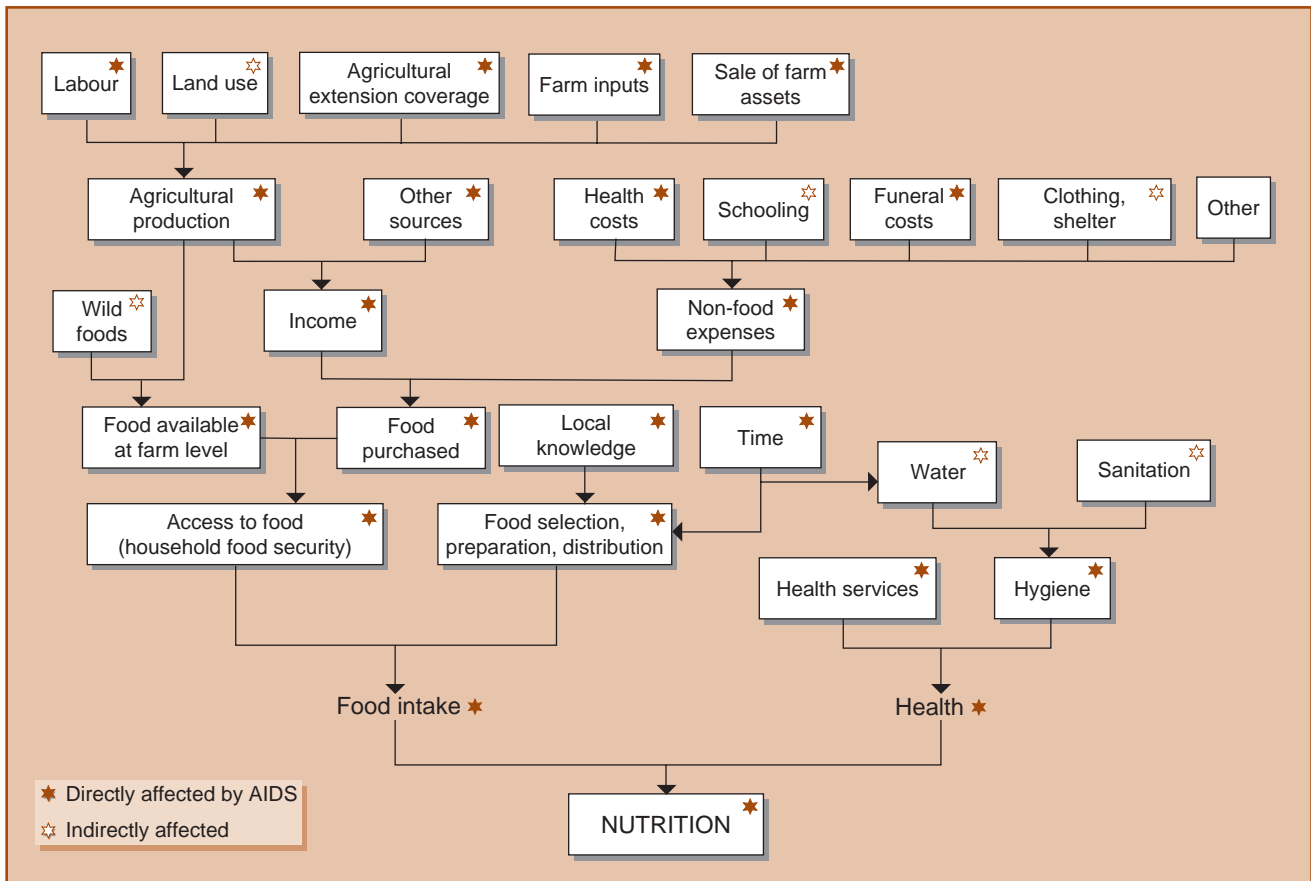 Labour
Land use
Agricultural
extension coverage
Farm inputs
Sale of farm
assets
Agricultural
production
Other
sources
Health
costs
Schooling
Funeral
costs
Clothing,
shelter
Other
Wild
foods
Income
Non-food
expenses
Food available
at farm level
Food
purchased
Local
knowledge
Time
Water
Sanitation
Access to food
(household food security)
Food selection,
preparation, distribution
Health services
Hygiene
Food intake
Health
Directly affected by AIDS
Indirectly affected
NUTRITION